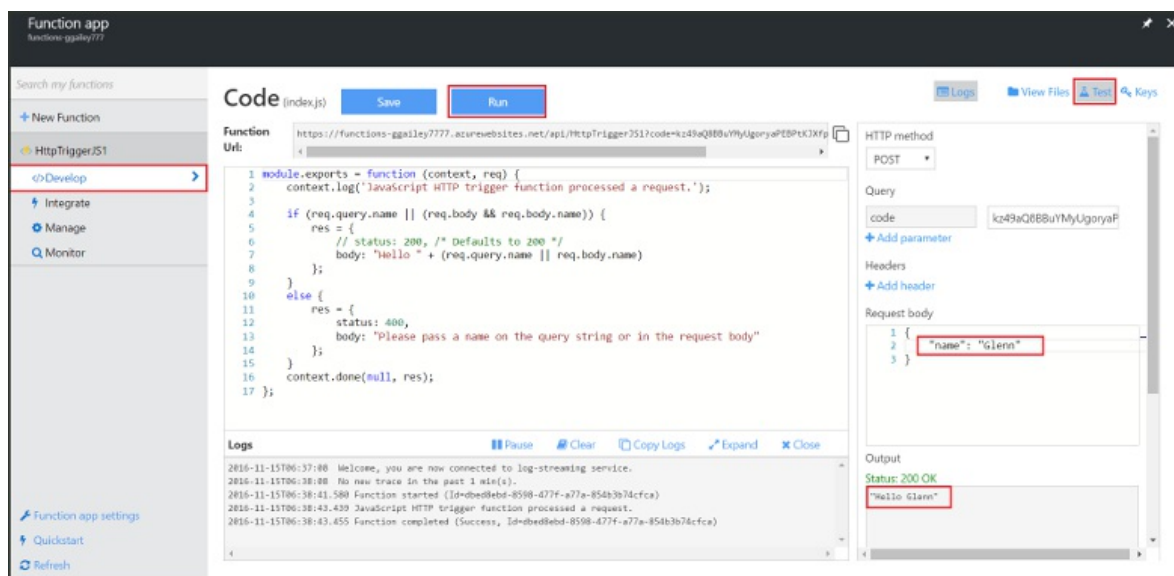 Function app
functions-ggailey777
Search my functions
+ New Function
HttpTriggerJS1
</> Develop
Integrate
Manage
Monitor
Function app settings
Quickstart
Refresh
Code (index.js)
Save
Run
Logs
View Files
Test
Keys
Function Url:
https://functions-ggailey7777.azurewebsites.net/api/HttpTriggerJS1?code=
1 module.exports = function (context, req) {
2 context.log('JavaScript HTTP trigger function processed a request.');
3
4 if (req.query.name || (req.body && req.body.name)) {
5 res = {
6 // status: 200, /* Defaults to 200 */
7 body: "Hello " + (req.query.name || req.body.name)
8 };
9 }
10 else {
11 res = {
12 status: 400,
13 body: "Please pass a name on the query string or in the request body"
14 };
15 }
16 context.done(null, res);
17 };
Logs
Pause
Clear
Copy Logs
Expand
Close
2016-11-15T06:37:08 Welcome, you are now connected to log-streaming service.
2016-11-15T06:38:08 No new trace in the past 1 min(s).
2016-11-15T06:38:41.580 Function started (Id=dbed8ebd-8598-477f-a77a-854b3b74cfca)
2016-11-15T06:38:43.439 JavaScript HTTP trigger function processed a request.
2016-11-15T06:38:43.455 Function completed (Success, Id=dbed8ebd-8598-477f-a77a-854b3b74cfca)
HTTP method
POST
Query
code
+ Add parameter
Headers
+ Add header
Request body
1 {
2 "name": "Glenn"
3 }
Output
Status: 200 OK
"Hello Glenn"